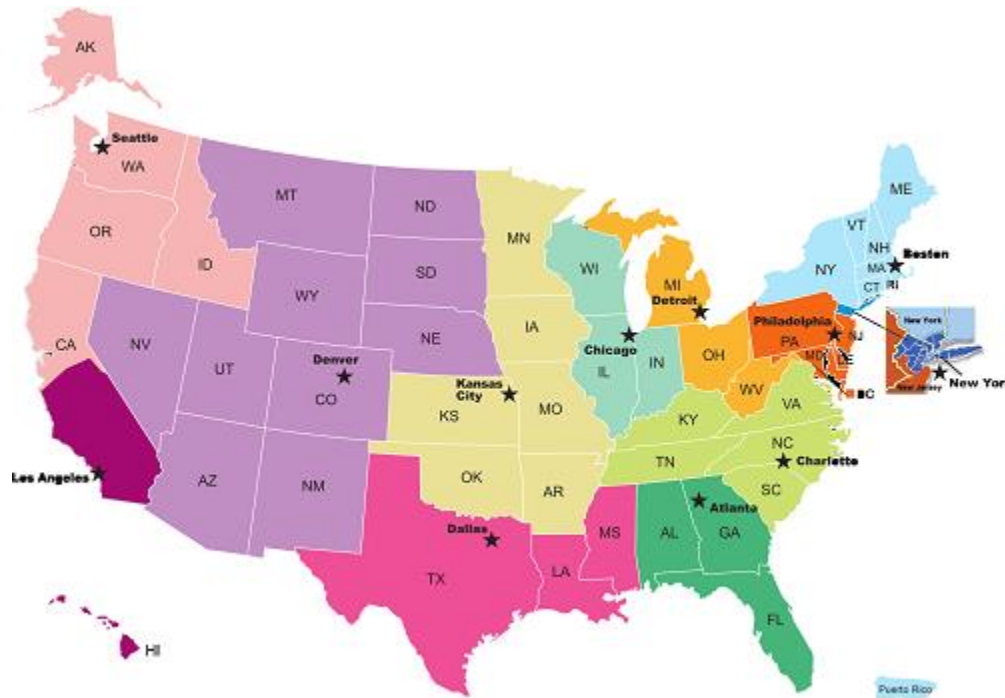 AK
Seattle
WA
MT
ND
MN
ME
VT
NH
OR
ID
SD
WI
MI
NY
MA
Boston
CT
RI
WY
Detroit
IA
NE
Philadelphia
PA
NJ
New York
CA
NV
UT
Denver
CO
Chicago
IL
IN
OH
MD
DE
New Jersey
New Yor
WV
DC
Kansas
City
KS
MO
KY
VA
Los Angeles
AZ
NM
OK
AR
TN
NC
Charlotte
SC
Dallas
TX
LA
MS
AL
Atlanta
GA
FL
HI
Puerto Rico